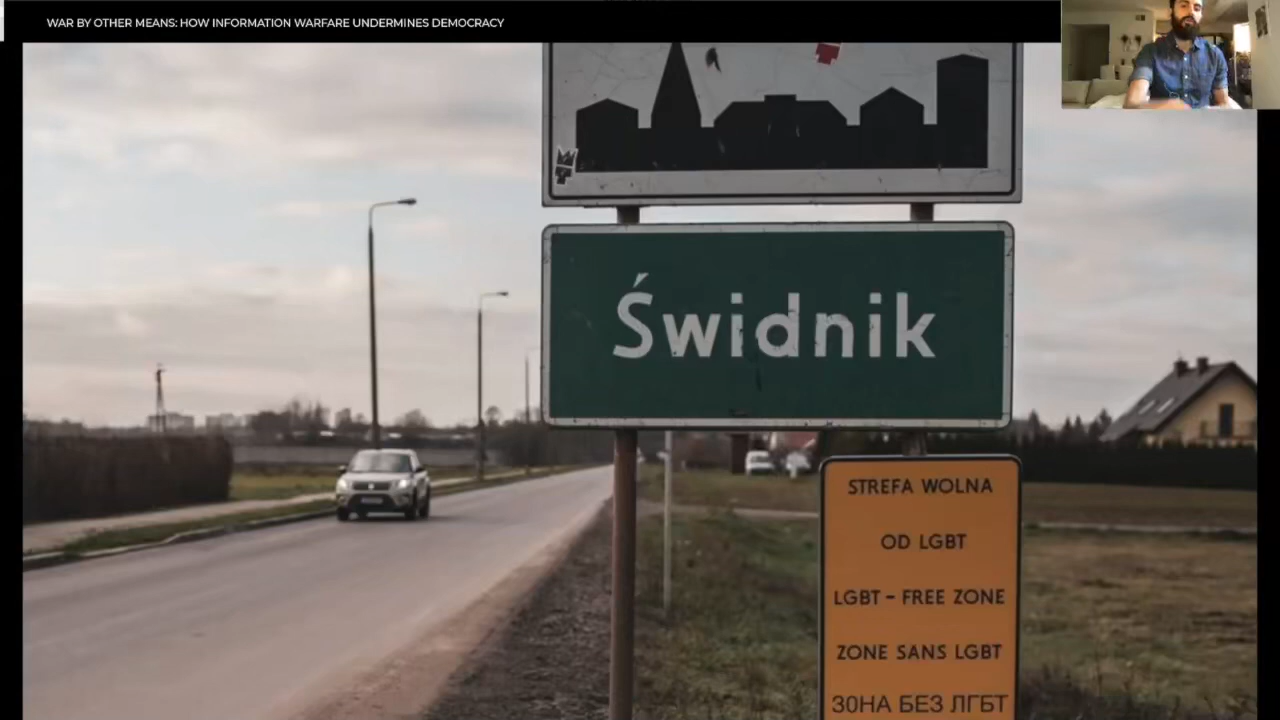 WAR BY OTHER MEANS: HOW INFORMATION WARFARE UNDERMINES DEMOCRACY
Świdnik
STREFA WOLNA
OD LGBT
LGBT - FREE ZONE
ZONE SANS LGBT
ЗОНА БЕЗ ЛГБТ